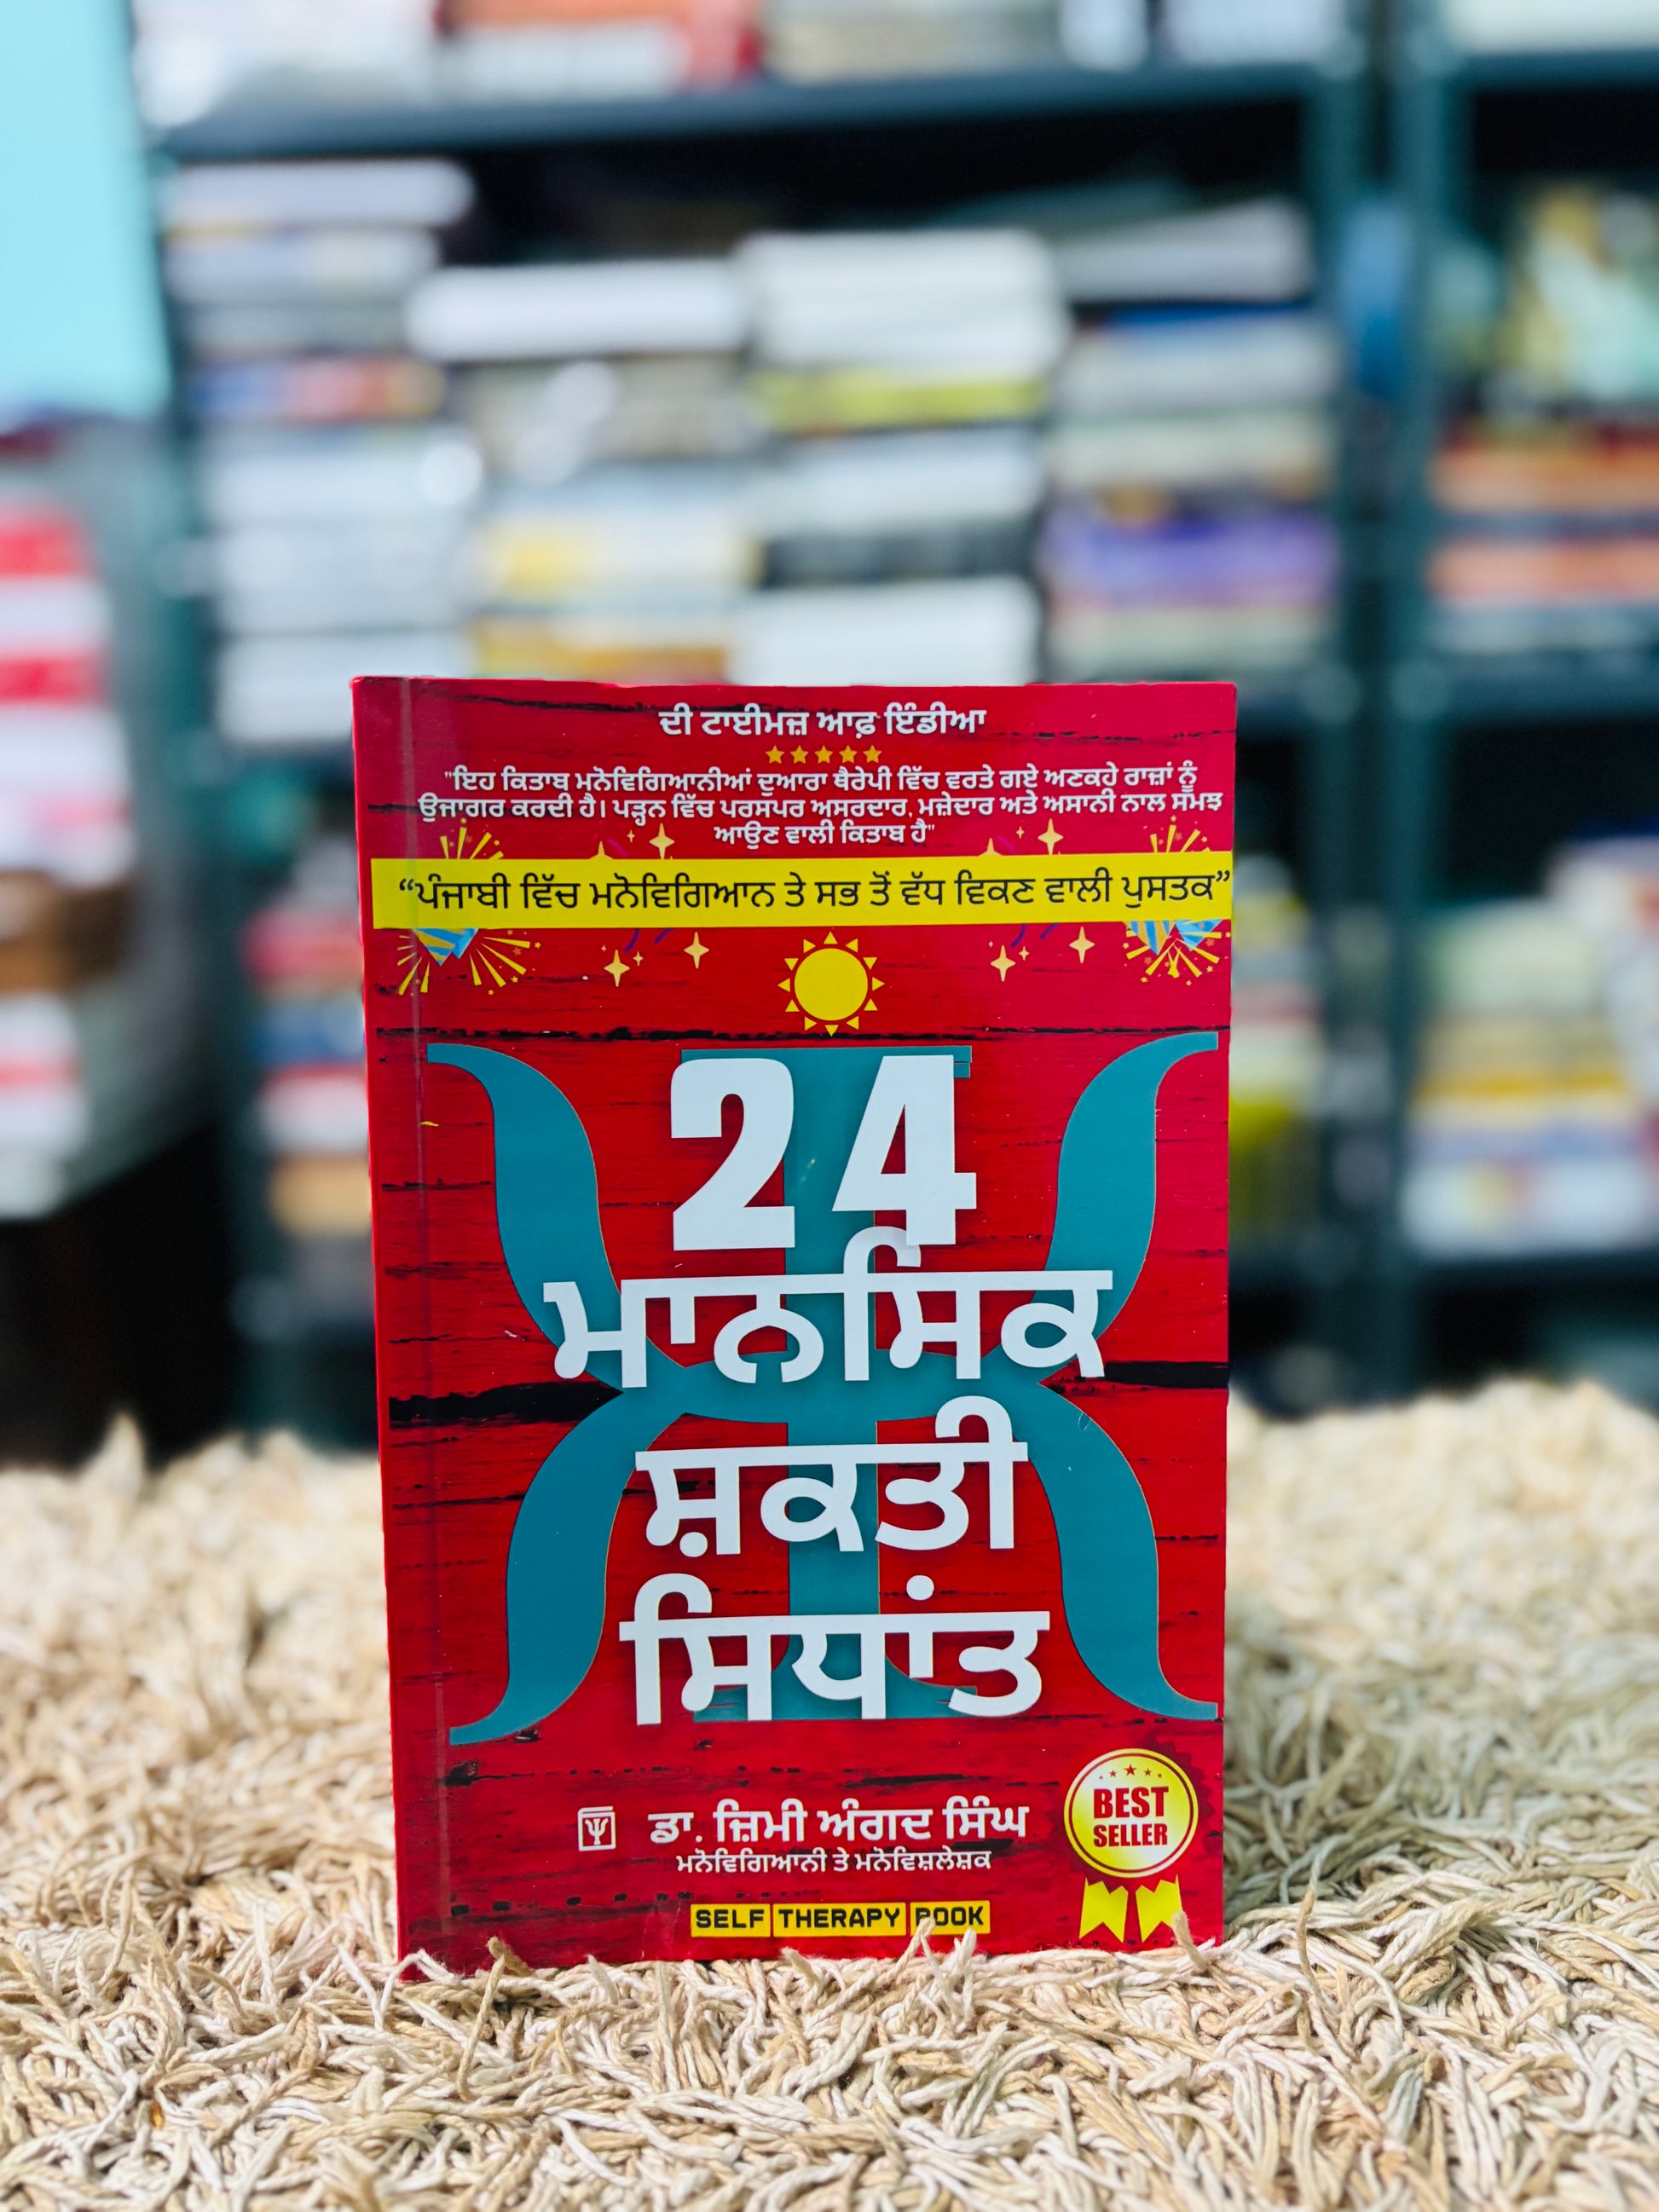 ਦੀ ਟਾਈਮਜ਼ ਆਫ਼ ਇੰਡੀਆ
"ਇਹ ਕਿਤਾਬ ਮਨੋਵਿਗਿਆਨੀਆਂ ਦੁਆਰਾ ਥੈਰੇਪੀ ਵਿੱਚ ਵਰਤੇ ਗਏ ਅਣਕਹੇ ਰਾਜ਼ਾਂ ਨੂੰ
ਉਜਾਗਰ ਕਰਦੀ ਹੈ। ਪੜ੍ਹਨ ਵਿੱਚ ਪਰਸਪਰ ਅਸਰਦਾਰ, ਮਜ਼ੇਦਾਰ ਅਤੇ ਅਸਾਨੀ ਨਾਲ ਸਮਝ
ਆਉਣ ਵਾਲੀ ਕਿਤਾਬ ਹੈ"
“ਪੰਜਾਬੀ ਵਿੱਚ ਮਨੋਵਿਗਿਆਨ ਤੇ ਸਭ ਤੋਂ ਵੱਧ ਵਿਕਣ ਵਾਲੀ ਪੁਸਤਕ”
24
ਮਾਨਸਿਕ
ਸ਼ਕਤੀ
ਸਿਧਾਂਤ
ਡਾ. ਜ਼ਿਮੀ ਅੰਗਦ ਸਿੰਘ
ਮਨੋਵਿਗਿਆਨੀ ਤੇ ਮਨੋਵਿਸ਼ਲੇਸ਼ਕ
BEST
SELLER
SELF THERAPY BOOK